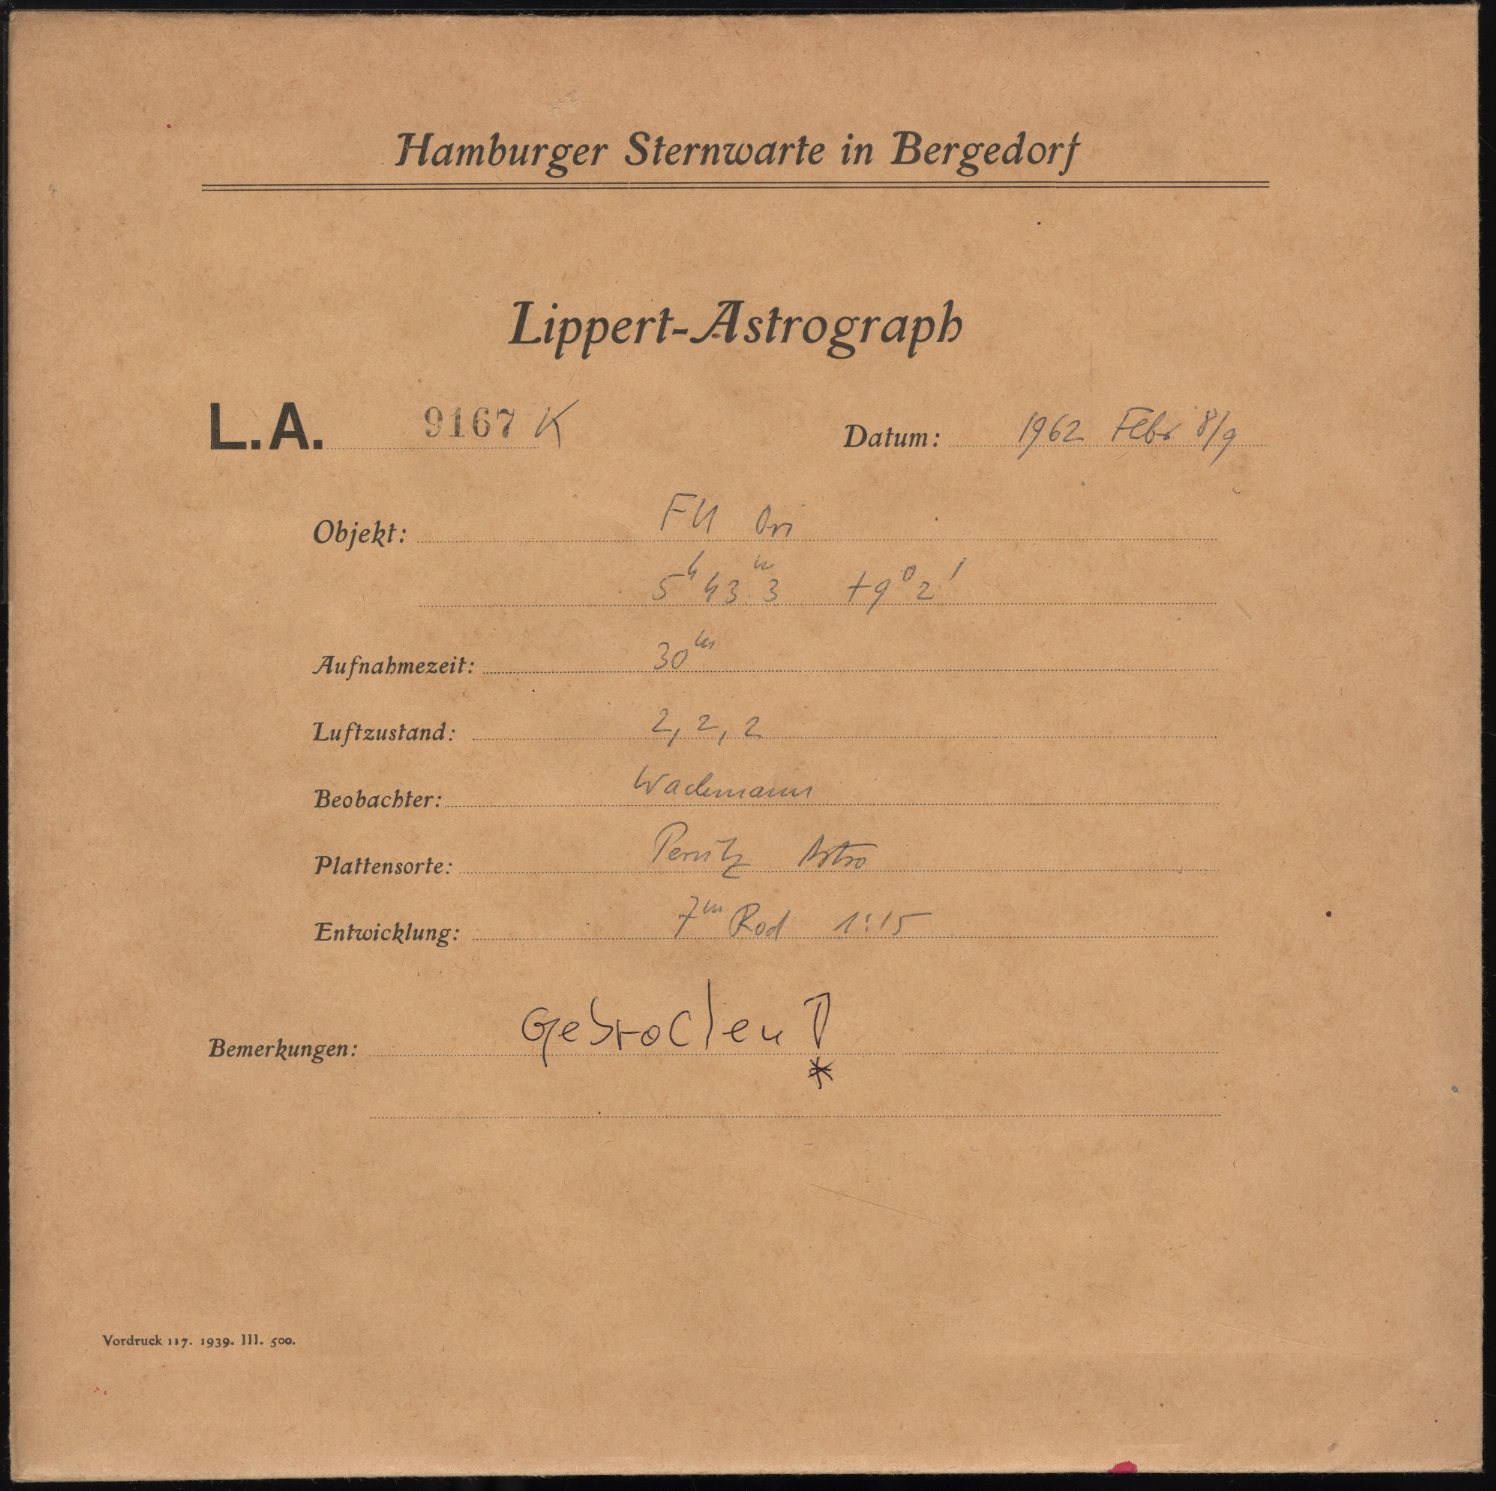 Hamburger Sternwarte in Bergedorf
Lippert-Astrograph
L.A. 9167 K Datum: 1962 Febr 8/9
Objekt: FU Ori
5ʰ 43ᵐ.3 +9° 2'
Aufnahmezeit: 30ᵐ
Luftzustand: 2, 2, 2
Beobachter: Wachmann
Plattensorte: Perutz Astro
Entwicklung: 7ᵐ Rod 1:15
Bemerkungen: Gebrochen!
*
Vordruck 117. 1939. III. 500.